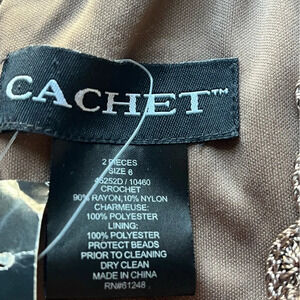 CACHET™
2 PIECES
SIZE 6
45252D / 10460
CROCHET
90% RAYON, 10% NYLON
CHARMEUSE:
100% POLYESTER
LINING:
100% POLYESTER
PROTECT BEADS
PRIOR TO CLEANING
DRY CLEAN
MADE IN CHINA
RN#61248